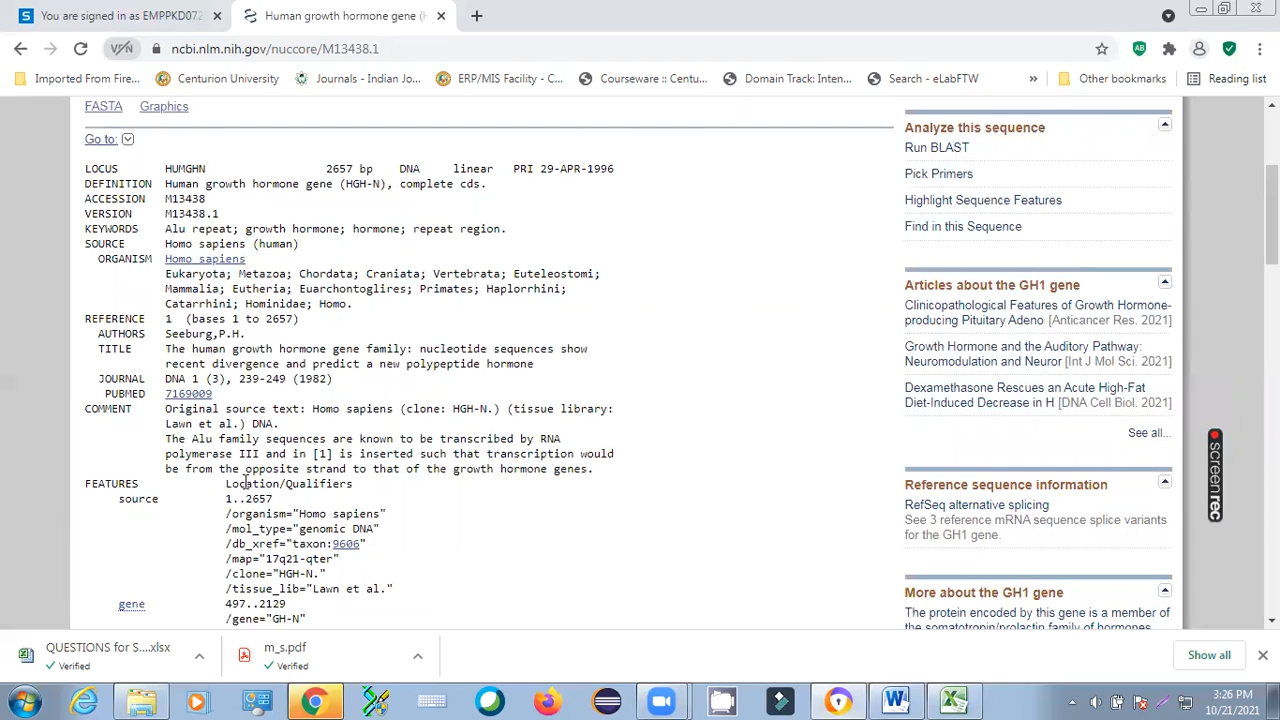 You are signed in as EMPPKD072
Human growth hormone gene (H
ncbi.nlm.nih.gov/nuccore/M13438.1
VPN
AB
Imported From Fire...
Centurion University
Journals - Indian Jo...
ERP/MIS Facility - C...
Courseware :: Centu...
Domain Track: Inten...
Search - eLabFTW
»
Other bookmarks
Reading list
FASTA Graphics
Go to:
LOCUS HUMGHN 2657 bp DNA linear PRI 29-APR-1996
DEFINITION Human growth hormone gene (HGH-N), complete cds.
ACCESSION M13438
VERSION M13438.1
KEYWORDS Alu repeat; growth hormone; hormone; repeat region.
SOURCE Homo sapiens (human)
ORGANISM Homo sapiens
Eukaryota; Metazoa; Chordata; Craniata; Vertebrata; Euteleostomi;
Mammalia; Eutheria; Euarchontoglires; Primates; Haplorrhini;
Catarrhini; Hominidae; Homo.
REFERENCE 1 (bases 1 to 2657)
AUTHORS Seeburg,P.H.
TITLE The human growth hormone gene family: nucleotide sequences show
recent divergence and predict a new polypeptide hormone
JOURNAL DNA 1 (3), 239-249 (1982)
PUBMED 7169009
COMMENT Original source text: Homo sapiens (clone: HGH-N.) (tissue library:
Lawn et al.) DNA.
The Alu family sequences are known to be transcribed by RNA
polymerase III and in [1] is inserted such that transcription would
be from the opposite strand to that of the growth hormone genes.
FEATURES Location/Qualifiers
source 1..2657
/organism="Homo sapiens"
/mol_type="genomic DNA"
/db_xref="taxon:9606"
/map="17q21-qter"
/clone="HGH-N."
/tissue_lib="Lawn et al."
gene 497..2129
/gene="GH-N"
Analyze this sequence
Run BLAST
Pick Primers
Highlight Sequence Features
Find in this Sequence
Articles about the GH1 gene
Clinicopathological Features of Growth Hormone-
producing Pituitary Adeno [Anticancer Res. 2021]
Growth Hormone and the Auditory Pathway:
Neuromodulation and Neuror [Int J Mol Sci. 2021]
Dexamethasone Rescues an Acute High-Fat
Diet-Induced Decrease in H [DNA Cell Biol. 2021]
See all...
Reference sequence information
RefSeq alternative splicing
See 3 reference mRNA sequence splice variants
for the GH1 gene.
More about the GH1 gene
The protein encoded by this gene is a member of
the somatotropin/prolactin family of hormones
screenrec
QUESTIONS for S....xlsx
Verified
m_s.pdf
Verified
Show all
3:26 PM
10/21/2021